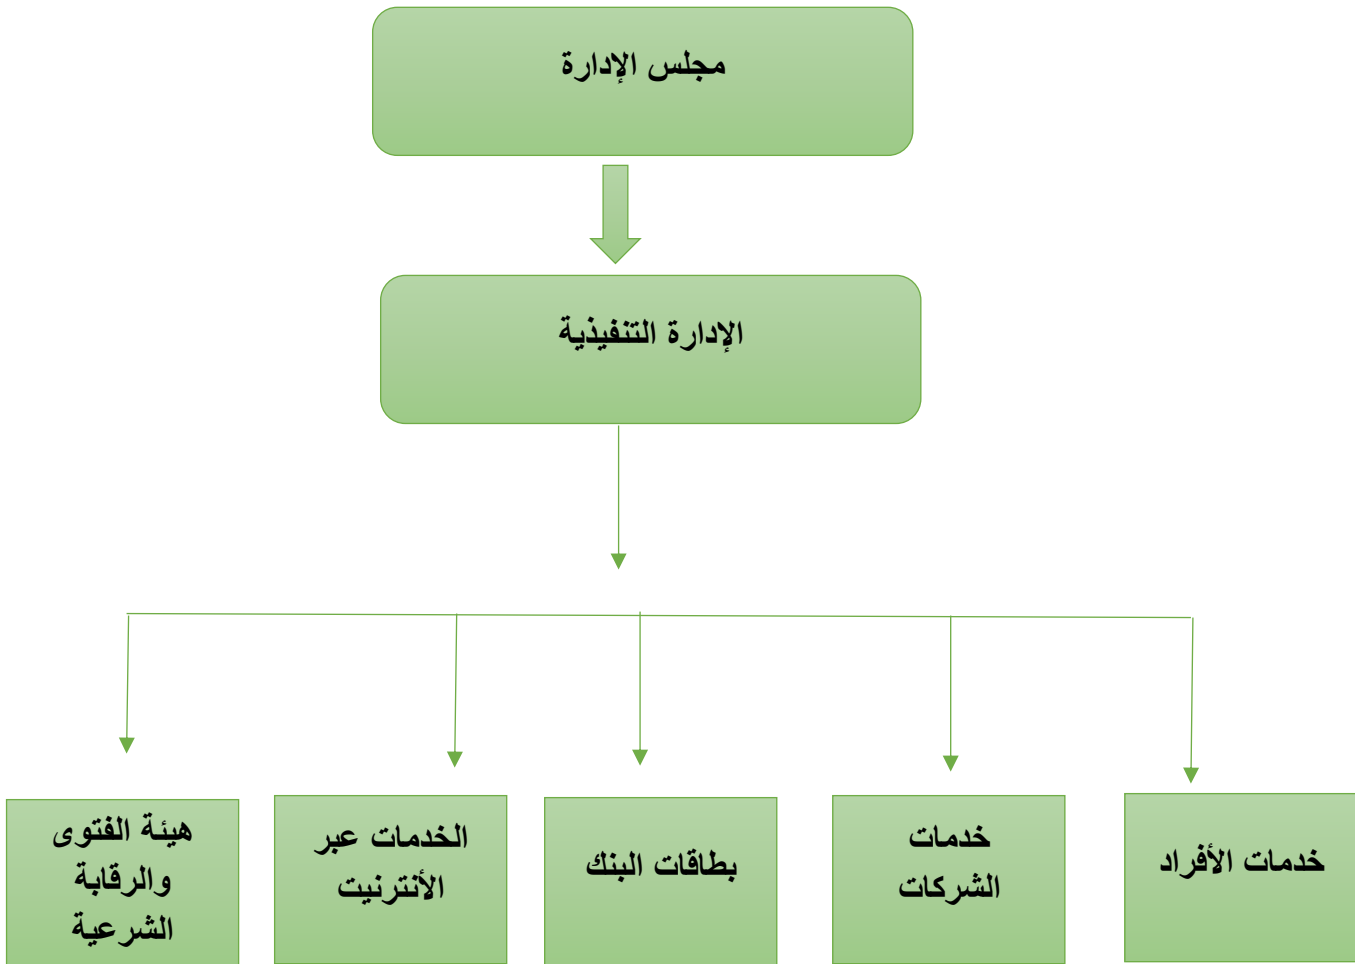 مجلس الإدارة
الإدارة التنفيذية
خدمات الأفراد
خدمات
الشركات
بطاقات البنك
الخدمات عبر
الأنترنيت
هيئة الفتوى
والرقابة
الشرعية